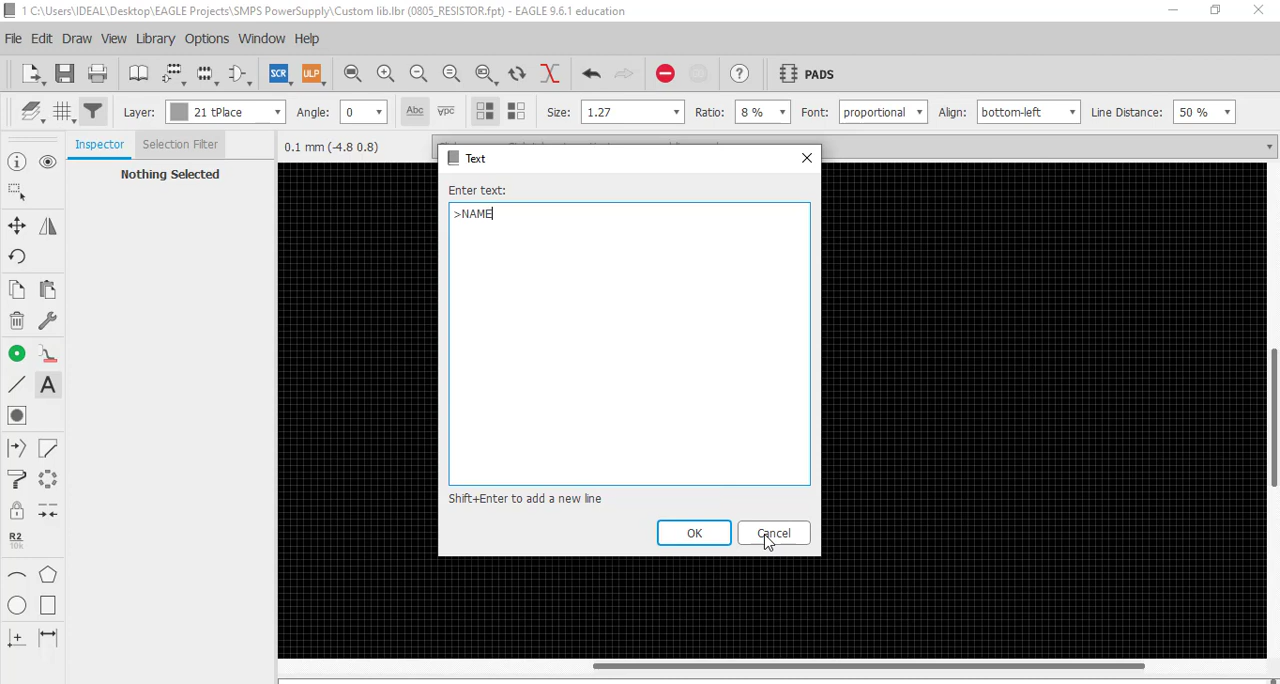 1 C:\Users\IDEAL\Desktop\EAGLE Projects\SMPS PowerSupply\Custom lib.lbr (0805_RESISTOR.fpt) - EAGLE 9.6.1 education
File Edit Draw View Library Options Window Help
SCR ULP PADS
Layer: 21 tPlace Angle: 0 Abc Size: 1.27 Ratio: 8 % Font: proportional Align: bottom-left Line Distance: 50 %
Inspector Selection Filter 0.1 mm (-4.8 0.8)
Nothing Selected
Text
Enter text:
>NAME
Shift+Enter to add a new line
OK Cancel
A
R2
10k